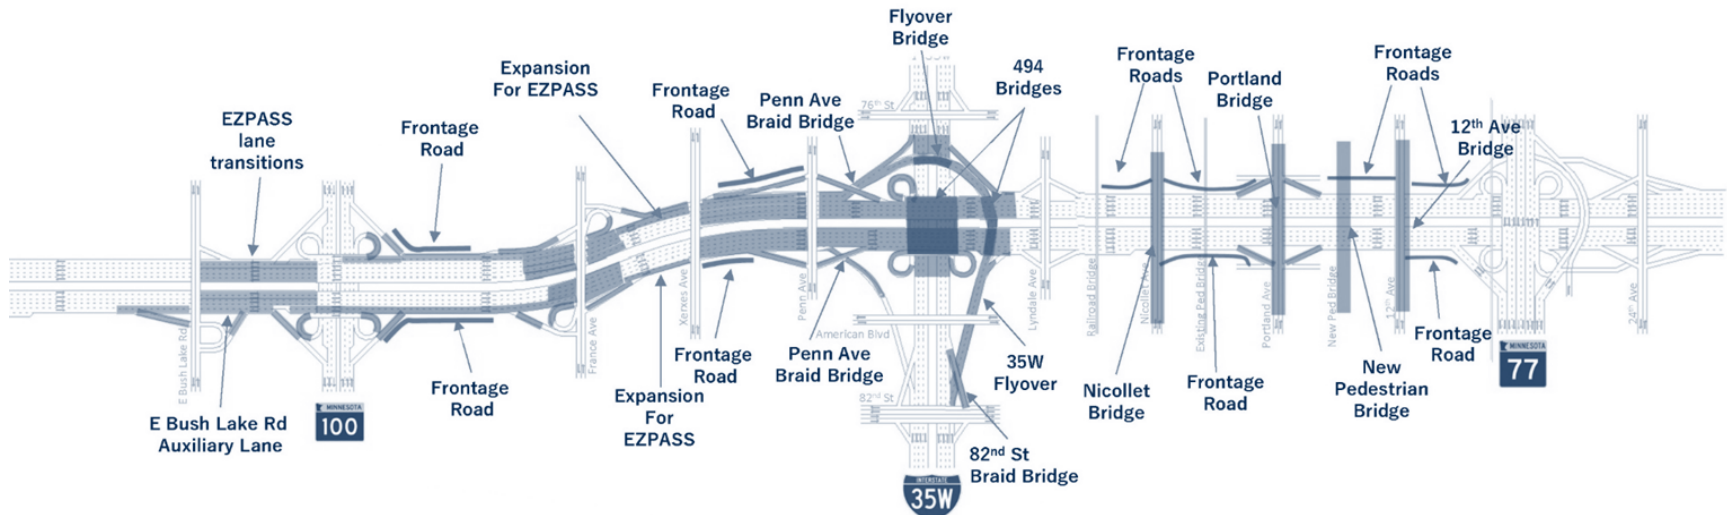 Flyover
Bridge
Expansion
For EZPASS
494
Bridges
Frontage
Roads
Frontage
Roads
Portland
Bridge
Frontage
Road
Penn Ave
Braid Bridge
76th St
EZPASS
lane
transitions
Frontage
Road
12th Ave
Bridge
E Bush Lake Rd
France Ave
Xerxes Ave
Penn Ave
American Blvd
Lyndale Ave
Railroad Bridge
Nicollet Ave
Existing Ped Bridge
Portland Ave
New Ped Bridge
12th Ave
24th Ave
Frontage
Road
MINNESOTA
77
Frontage
Road
Penn Ave
Braid Bridge
35W
Flyover
New
Pedestrian
Bridge
Nicollet
Bridge
Frontage
Road
Frontage
Road
Expansion
For
EZPASS
82nd St
E Bush Lake Rd
Auxiliary Lane
MINNESOTA
100
82nd St
Braid Bridge
INTERSTATE
35W